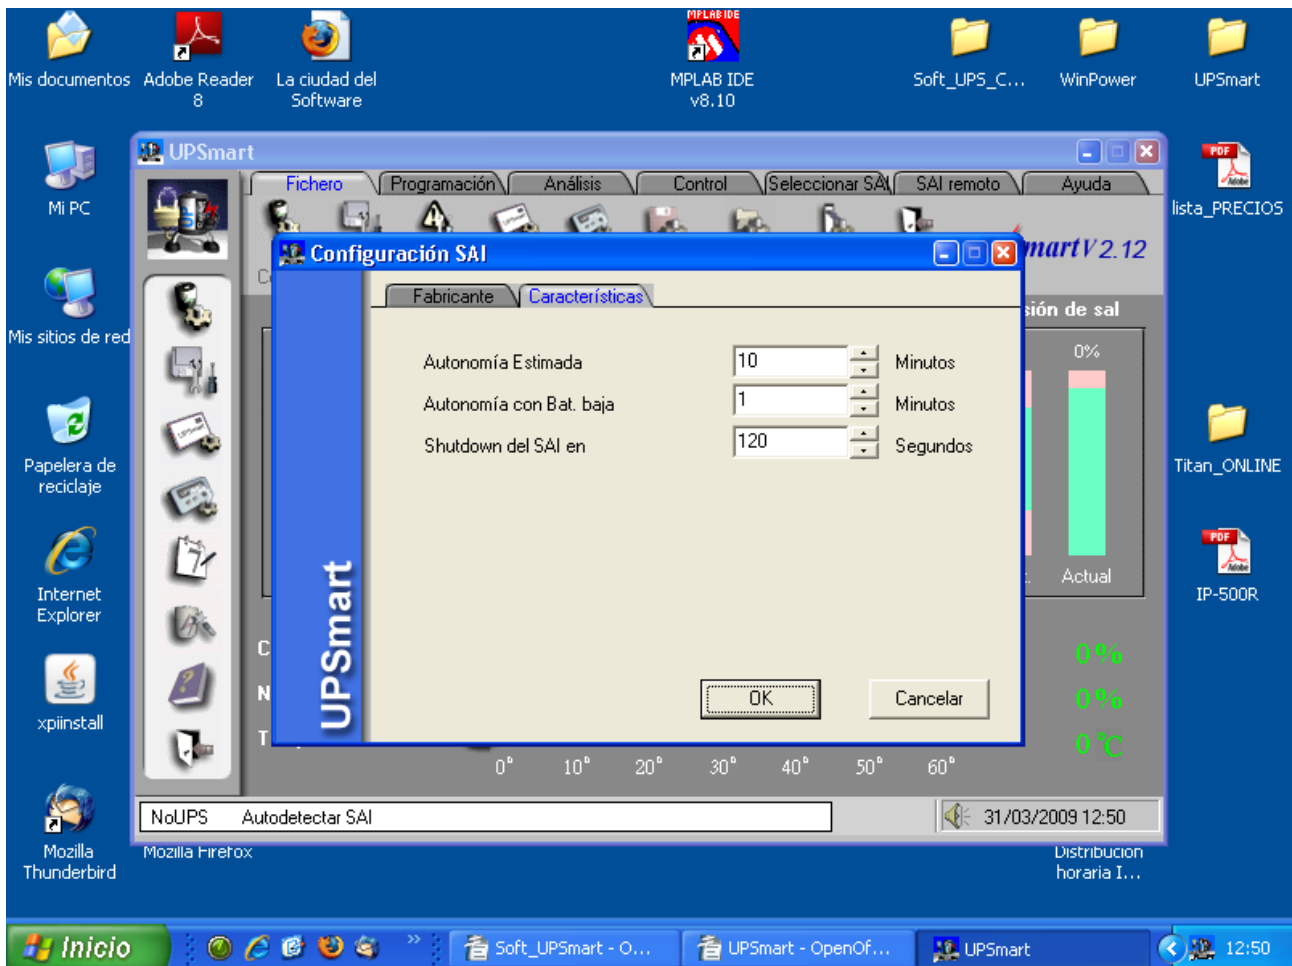 MPLAB IDE
Mis documentos
Adobe Reader
8
La ciudad del
Software
MPLAB IDE
v8.10
Soft_UPS_C...
WinPower
UPSmart
Mi PC
Mis sitios de red
Papelera de
reciclaje
Internet
Explorer
xpiinstall
Mozilla
Thunderbird
UPSmart
Fichero
Programación
Análisis
Control
Seleccionar SAI
SAI remoto
Ayuda
martV2.12
Configuración SAI
Fabricante
Características
Autonomía Estimada
10
Minutos
Autonomía con Bat. baja
1
Minutos
Shutdown del SAI en
120
Segundos
OK
Cancelar
UPSmart
sión de sal
0%
Actual
C
N
T
0%
0%
0°C
0° 10° 20° 30° 40° 50° 60°
NoUPS Autodetectar SAI
31/03/2009 12:50
PDF
Adobe
lista_PRECIOS
Titan_ONLINE
PDF
Adobe
IP-500R
Mozilla Firefox
Distribucion
horaria I...
Inicio
Soft_UPSmart - O...
UPSmart - OpenOf...
UPSmart
12:50